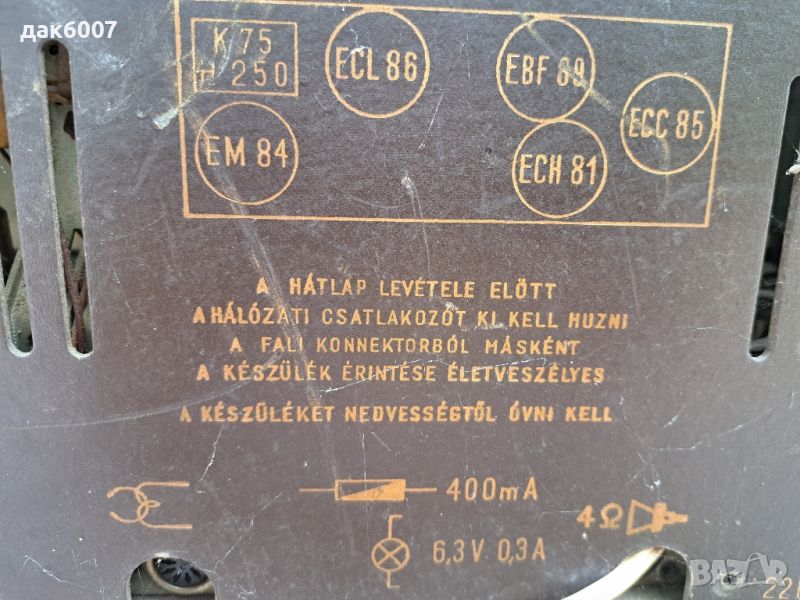 дак6007
K 75
H 250
ECL 86
EBF 89
ECC 85
EM 84
ECH 81
A HÁTLAP LEVÉTELE ELŐTT
A HÁLÓZATI CSATLAKOZÓT KI KELL HUZNI
A FALI KONNEKTORBÓL MÁSKÉNT
A KÉSZÜLÉK ÉRINTÉSE ÉLETVESZÉLYES
A KÉSZÜLÉKET NEDVESSÉGTŐL ÓVNI KELL
400mA
4Ω
6,3V 0,3A
BAZAR